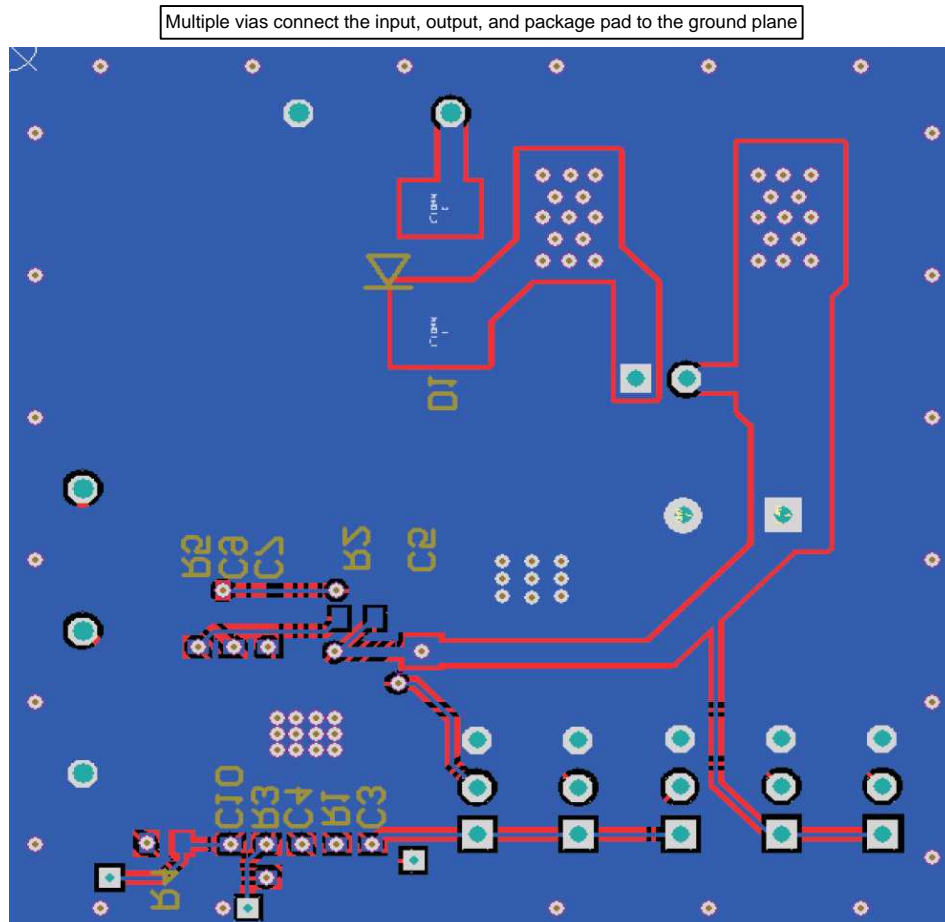 Multiple vias connect the input, output, and package pad to the ground plane
D1
R5
C9
C7
R2
C5
C10
R3
C4
R1
C3
R4